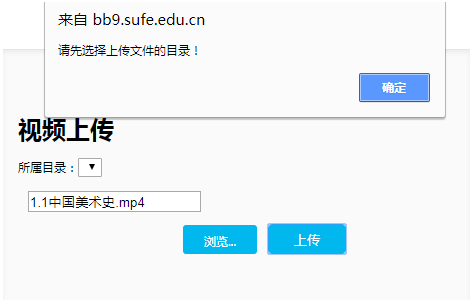 来自 bb9.sufe.edu.cn
请先选择上传文件的目录！
确定
视频上传
所属目录：
1.1中国美术史.mp4
浏览... 上传